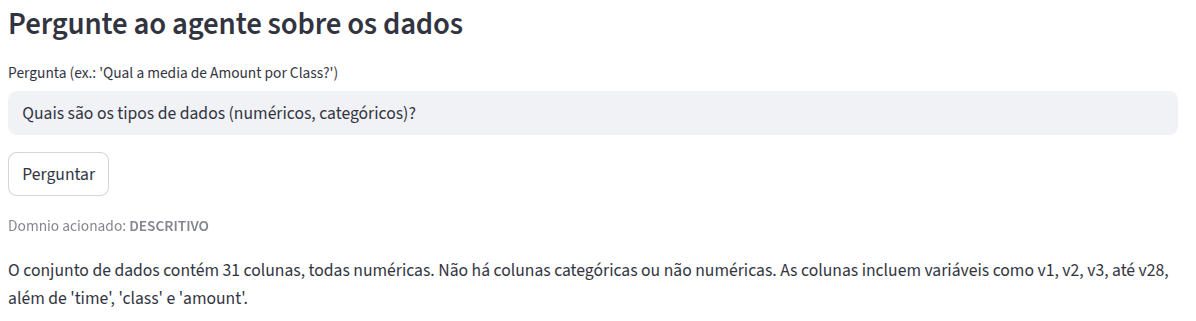 Pergunte ao agente sobre os dados
Pergunta (ex.: 'Qual a media de Amount por Class?')
Quais são os tipos de dados (numéricos, categóricos)?
Perguntar
Domnio acionado: DESCRITIVO
O conjunto de dados contém 31 colunas, todas numéricas. Não há colunas categóricas ou não numéricas. As colunas incluem variáveis como v1, v2, v3, até v28,
além de 'time', 'class' e 'amount'.